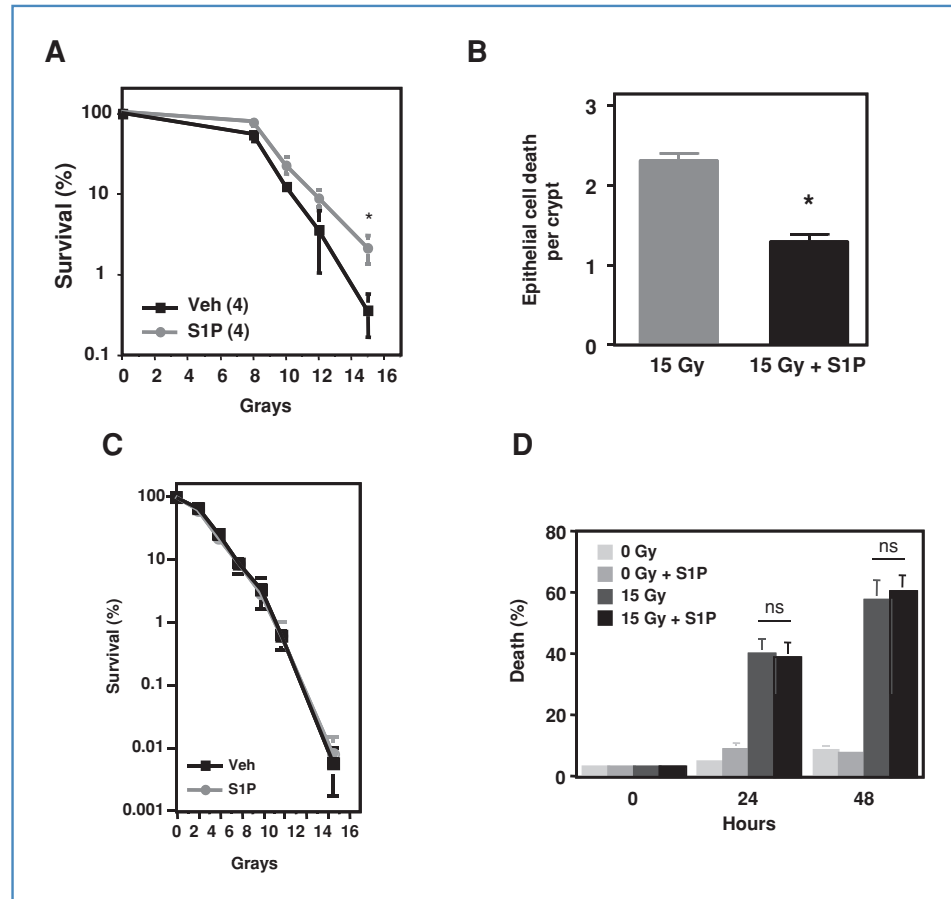 A
Survival (%)
100
10
1
0.1
*
Veh (4)
S1P (4)
0 2 4 6 8 10 12 14 16
Grays
B
Epithelial cell death
per crypt
3
2
1
0
*
15 Gy 15 Gy + S1P
C
Survival (%)
100
10
1
0.1
0.01
0.001
Veh
S1P
0 2 4 6 8 10 12 14 16
Grays
D
Death (%)
80
60
40
20
0
0 Gy
0 Gy + S1P
15 Gy
15 Gy + S1P
ns
ns
0 24 48
Hours